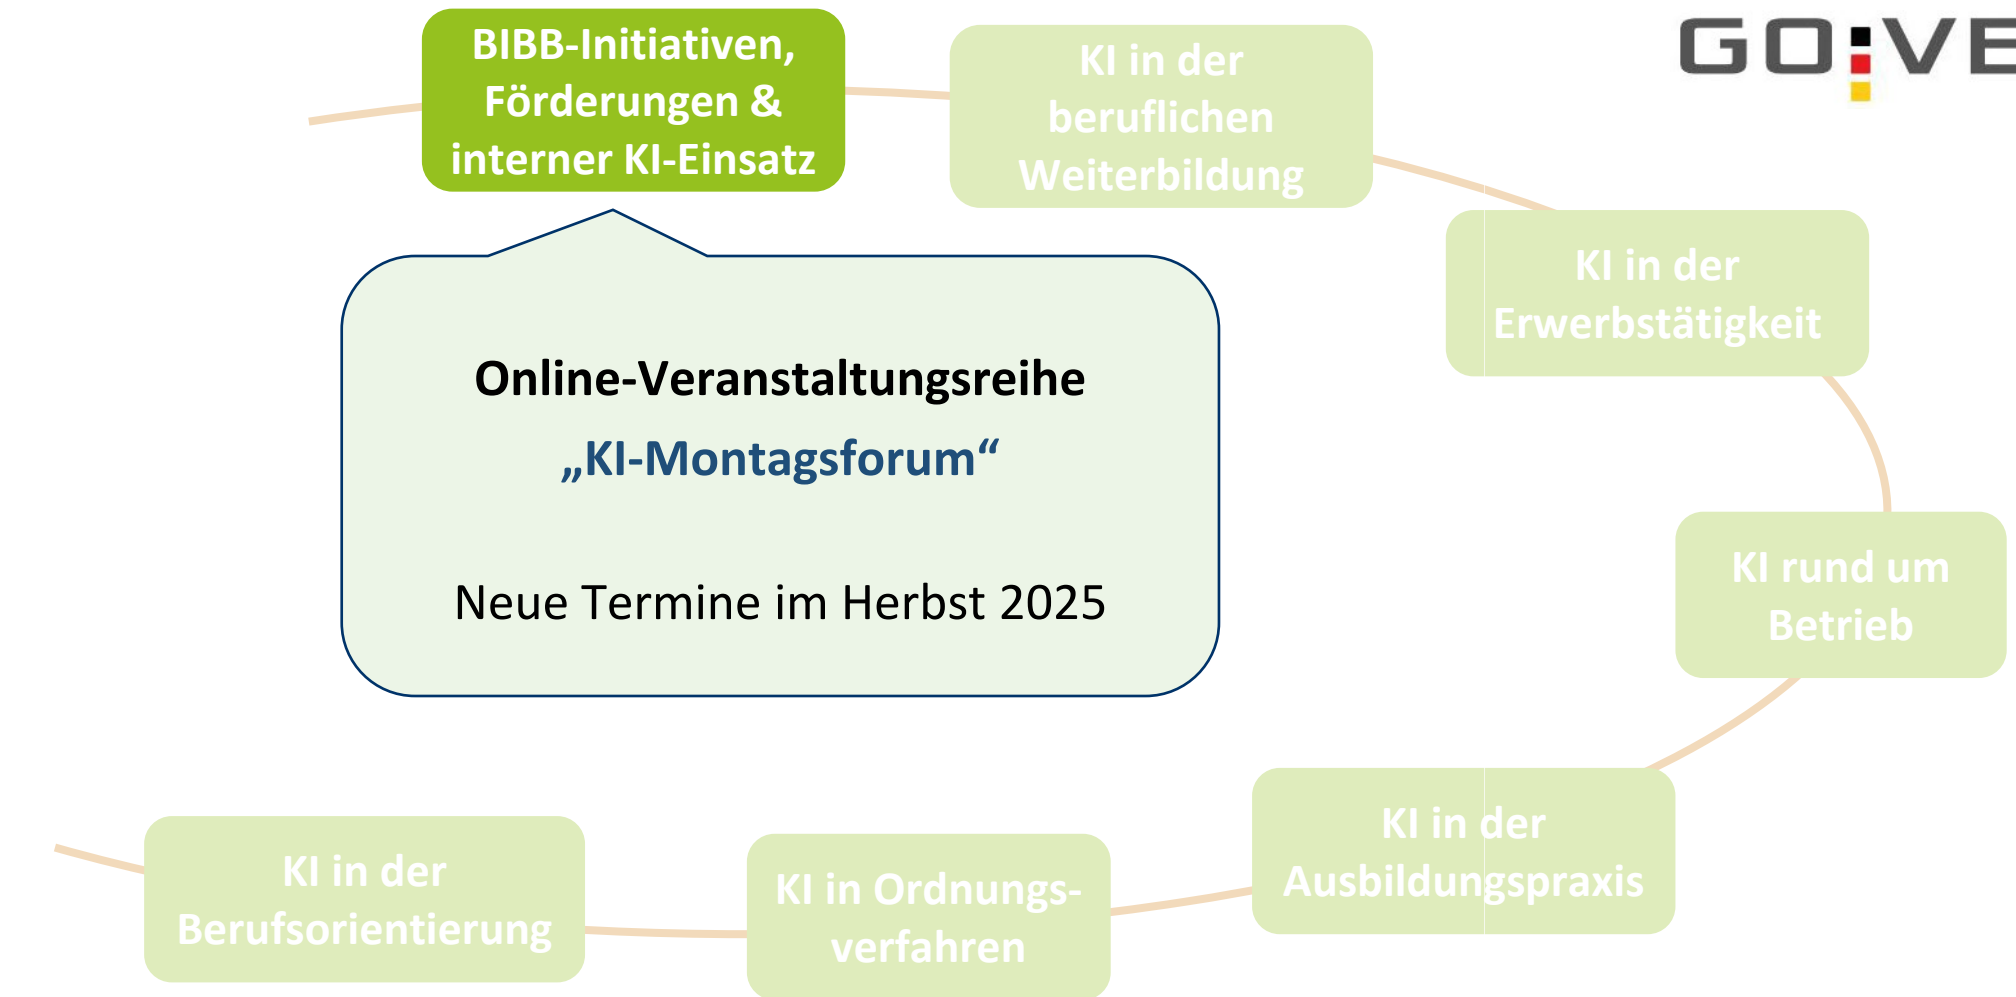 BIBB-Initiativen,
Förderungen &
interner KI-Einsatz
KI in der
beruflichen
Weiterbildung
GO VE
KI in der
Erwerbstätigkeit
Online-Veranstaltungsreihe
„KI-Montagsforum“
Neue Termine im Herbst 2025
KI rund um
Betrieb
KI in der
Ausbildungspraxis
KI in Ordnungs-
verfahren
KI in der
Berufsorientierung